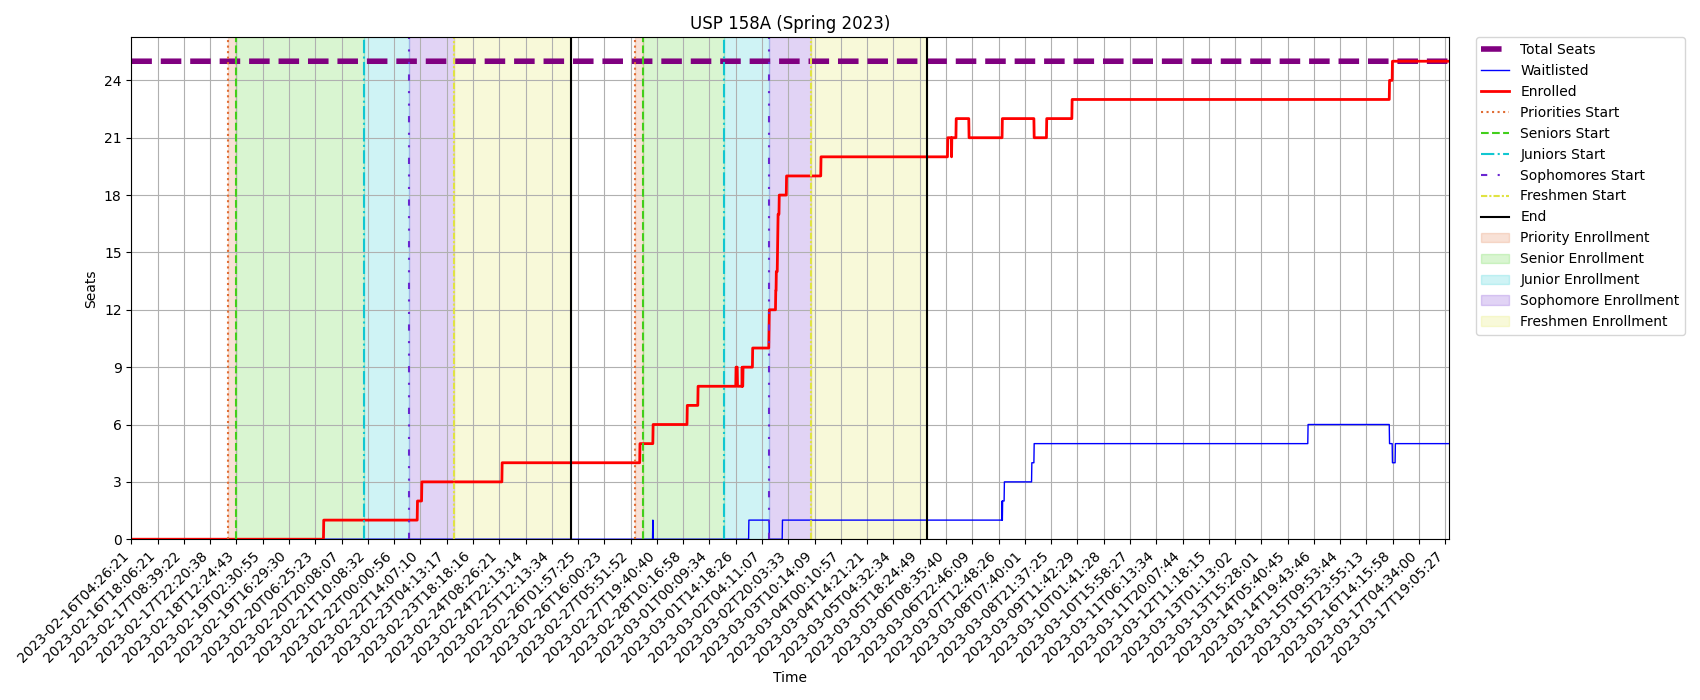 USP 158A (Spring 2023)
Seats
24
21
18
15
12
9
6
3
0
2023-02-16T04:26:21
2023-02-16T18:06:21
2023-02-17T08:39:22
2023-02-17T22:20:38
2023-02-18T12:24:43
2023-02-19T02:30:55
2023-02-19T16:29:30
2023-02-20T06:25:23
2023-02-20T20:08:07
2023-02-21T10:08:32
2023-02-22T00:00:56
2023-02-22T14:07:10
2023-02-23T04:13:17
2023-02-23T18:18:16
2023-02-24T08:26:21
2023-02-24T22:13:14
2023-02-25T12:13:34
2023-02-26T01:57:25
2023-02-26T16:00:23
2023-02-27T05:51:52
2023-02-27T19:40:40
2023-02-28T10:16:58
2023-03-01T00:09:34
2023-03-01T14:18:20
2023-03-02T04:11:07
2023-03-02T20:03:33
2023-03-03T10:14:09
2023-03-04T00:10:57
2023-03-04T14:21:21
2023-03-05T04:32:34
2023-03-05T18:24:49
2023-03-06T08:35:40
2023-03-06T22:46:09
2023-03-07T12:48:26
2023-03-08T07:40:01
2023-03-08T21:37:25
2023-03-09T11:42:29
2023-03-10T01:41:28
2023-03-10T15:58:27
2023-03-11T06:13:34
2023-03-11T20:07:44
2023-03-12T11:18:15
2023-03-13T01:13:02
2023-03-13T15:28:01
2023-03-14T05:40:45
2023-03-14T19:43:46
2023-03-15T09:53:44
2023-03-15T23:55:13
2023-03-16T14:15:58
2023-03-17T04:34:00
2023-03-17T19:05:27
Time
Total Seats
Waitlisted
Enrolled
Priorities Start
Seniors Start
Juniors Start
Sophomores Start
Freshmen Start
End
Priority Enrollment
Senior Enrollment
Junior Enrollment
Sophomore Enrollment
Freshmen Enrollment